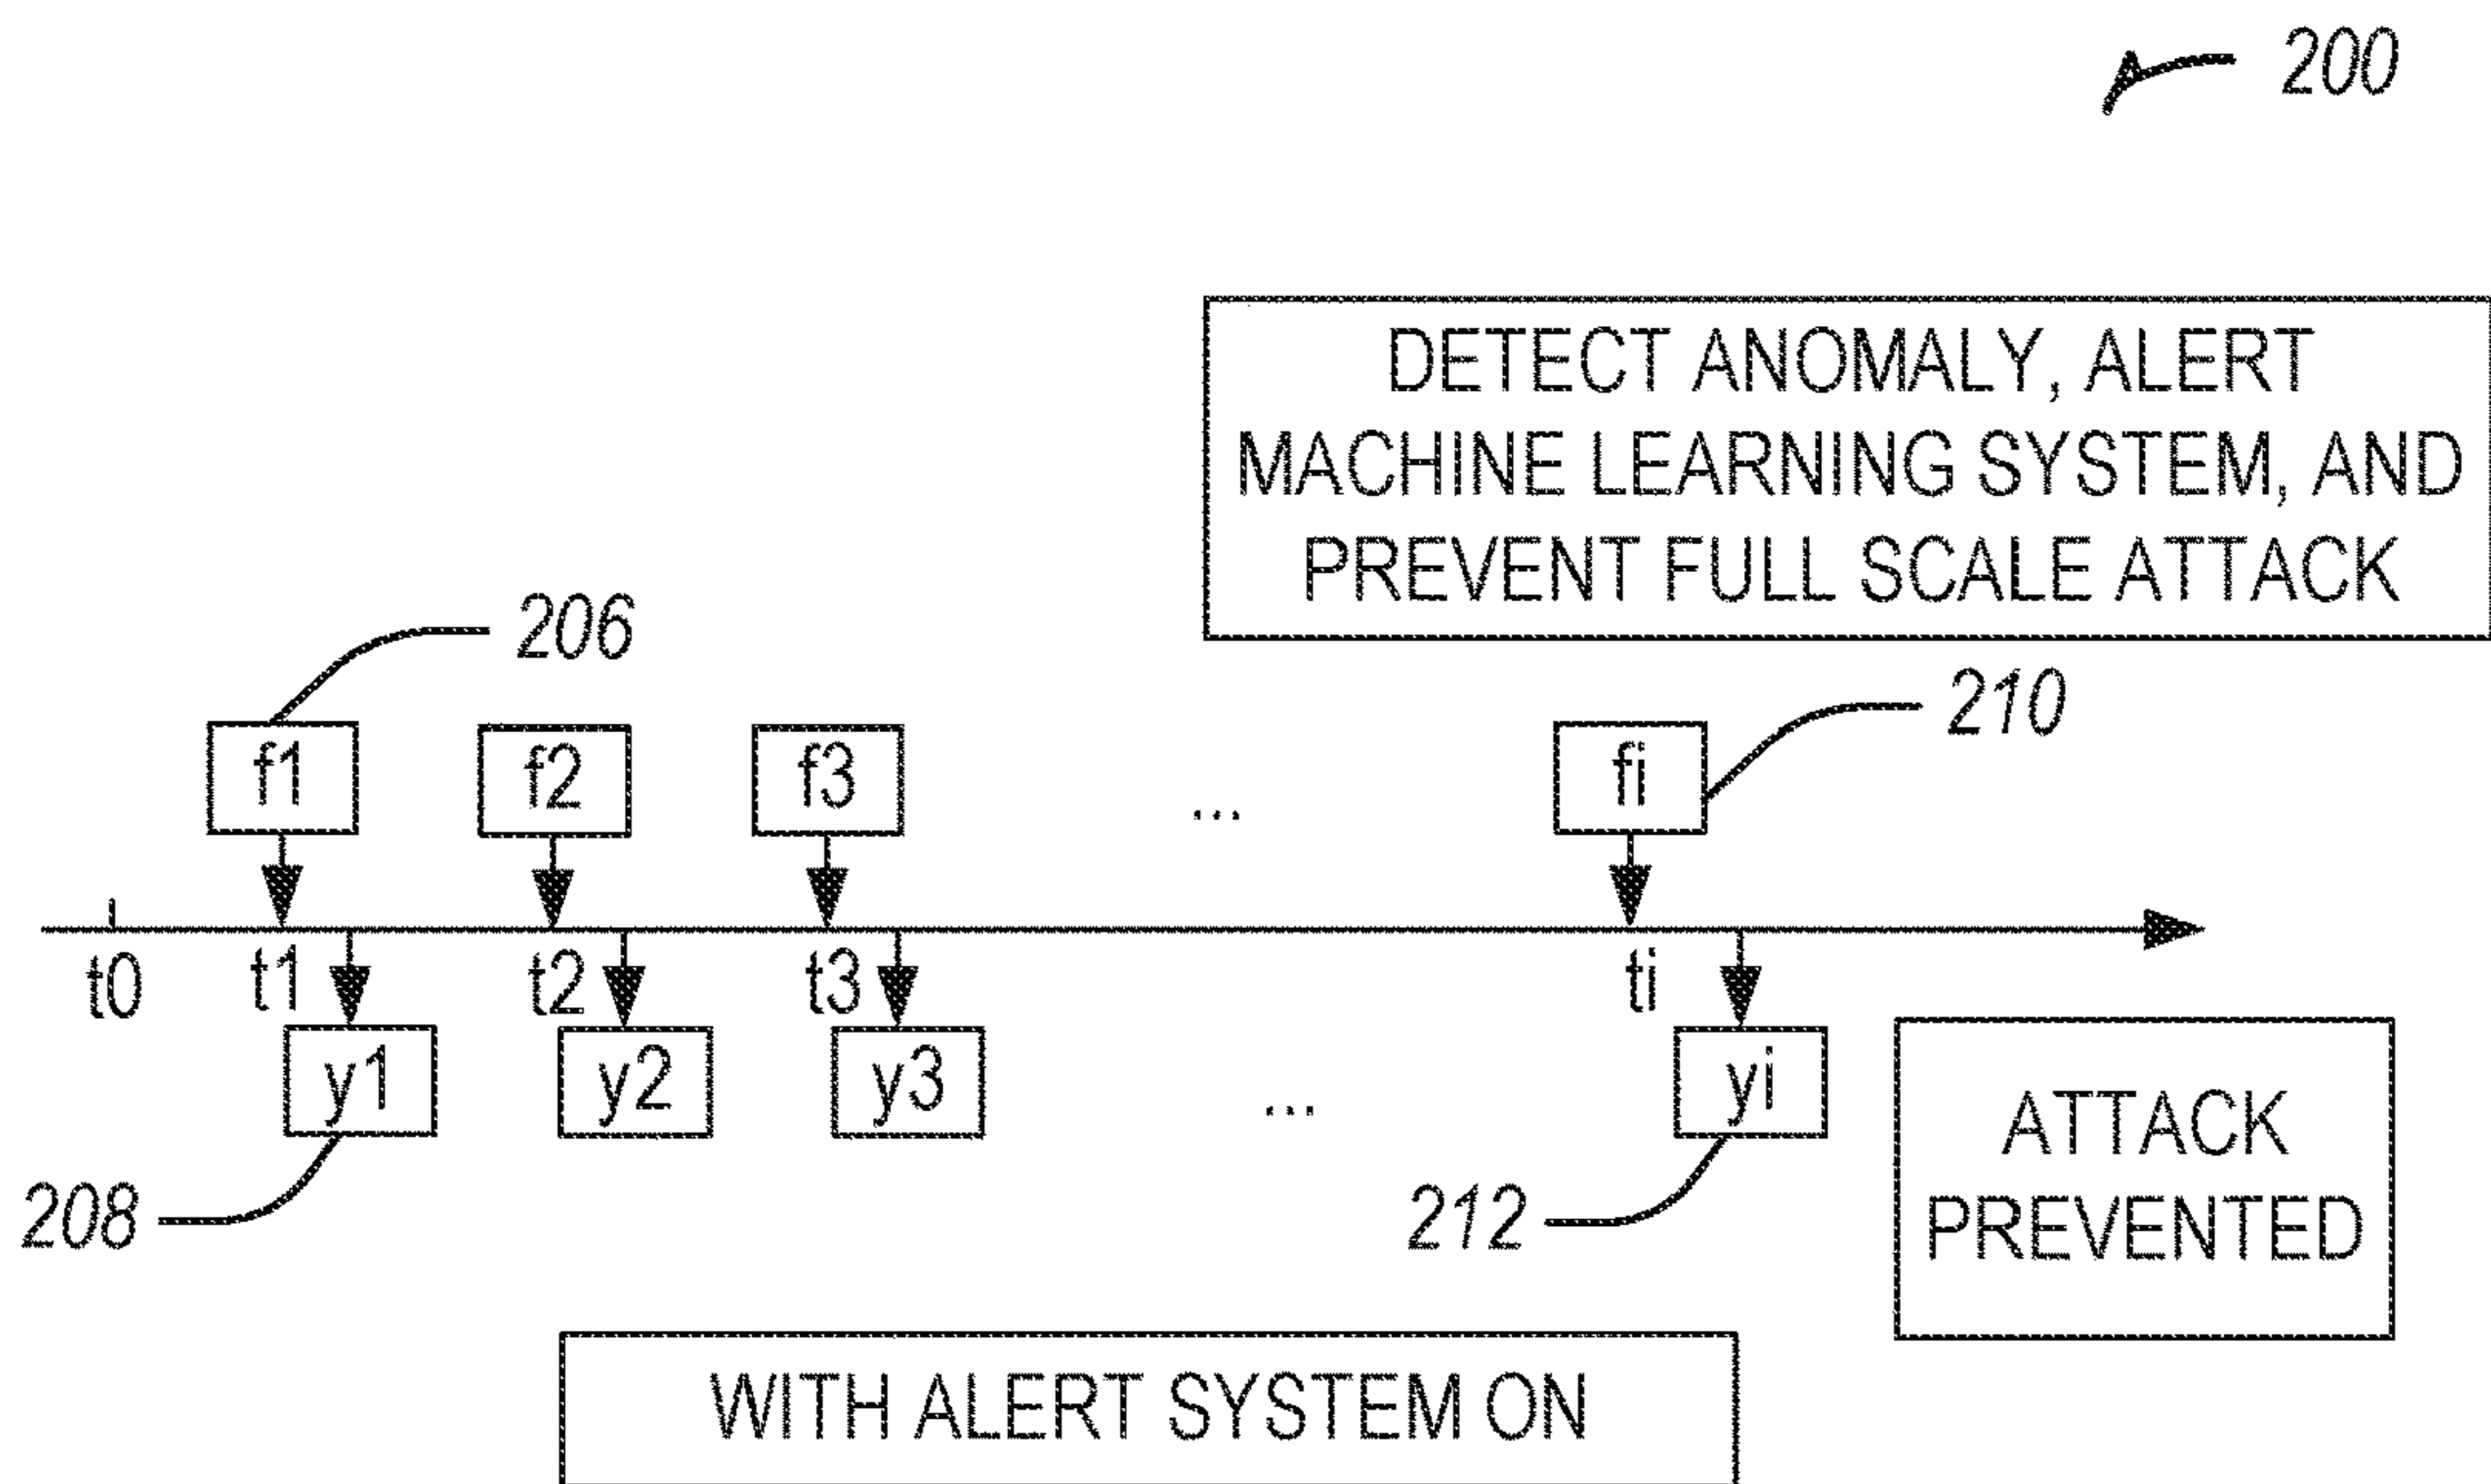 200
DETECT ANOMALY, ALERT
MACHINE LEARNING SYSTEM, AND
PREVENT FULL SCALE ATTACK
206
210
f1 f2 f3 ... fi
t0 t1 t2 t3 ti
y1 y2 y3 ... yi
ATTACK
PREVENTED
208
212
WITH ALERT SYSTEM ON